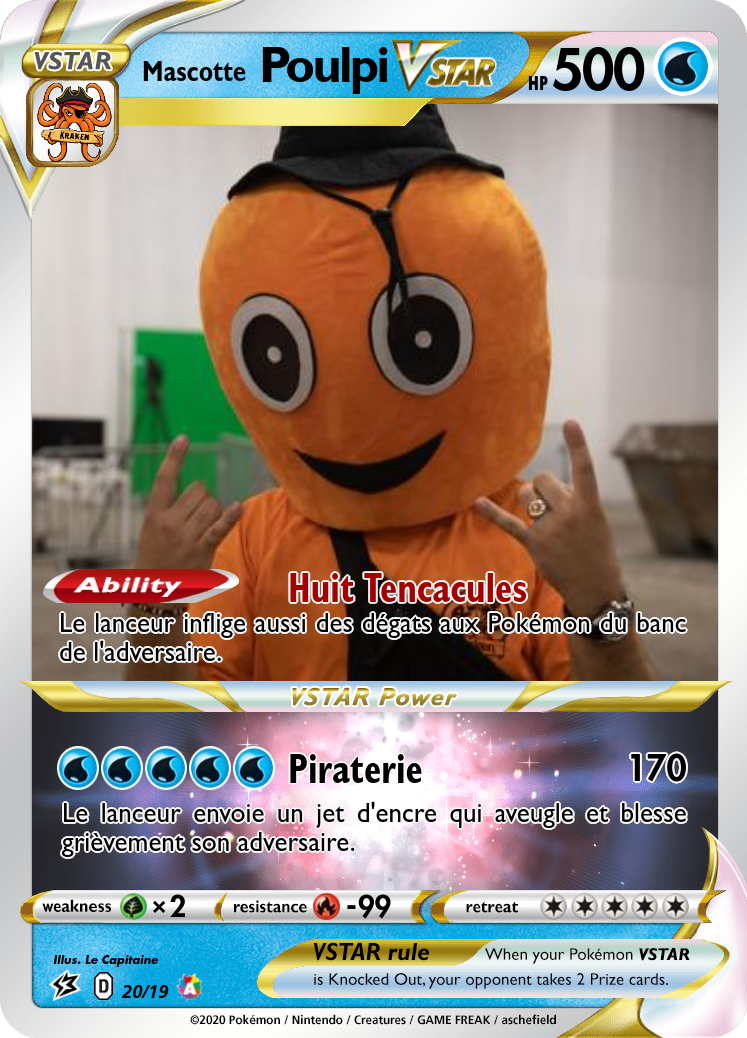 VSTAR
Mascotte Poulpi VSTAR HP 500
KRAKEN
Ability Huit Tencacules
Le lanceur inflige aussi des dégats aux Pokémon du banc
de l'adversaire.
VSTAR Power
Piraterie 170
Le lanceur envoie un jet d'encre qui aveugle et blesse
grièvement son adversaire.
weakness ×2 resistance -99 retreat
Illus. Le Capitaine
D 20/19 A
VSTAR rule When your Pokémon VSTAR
is Knocked Out, your opponent takes 2 Prize cards.
©2020 Pokémon / Nintendo / Creatures / GAME FREAK / aschefield